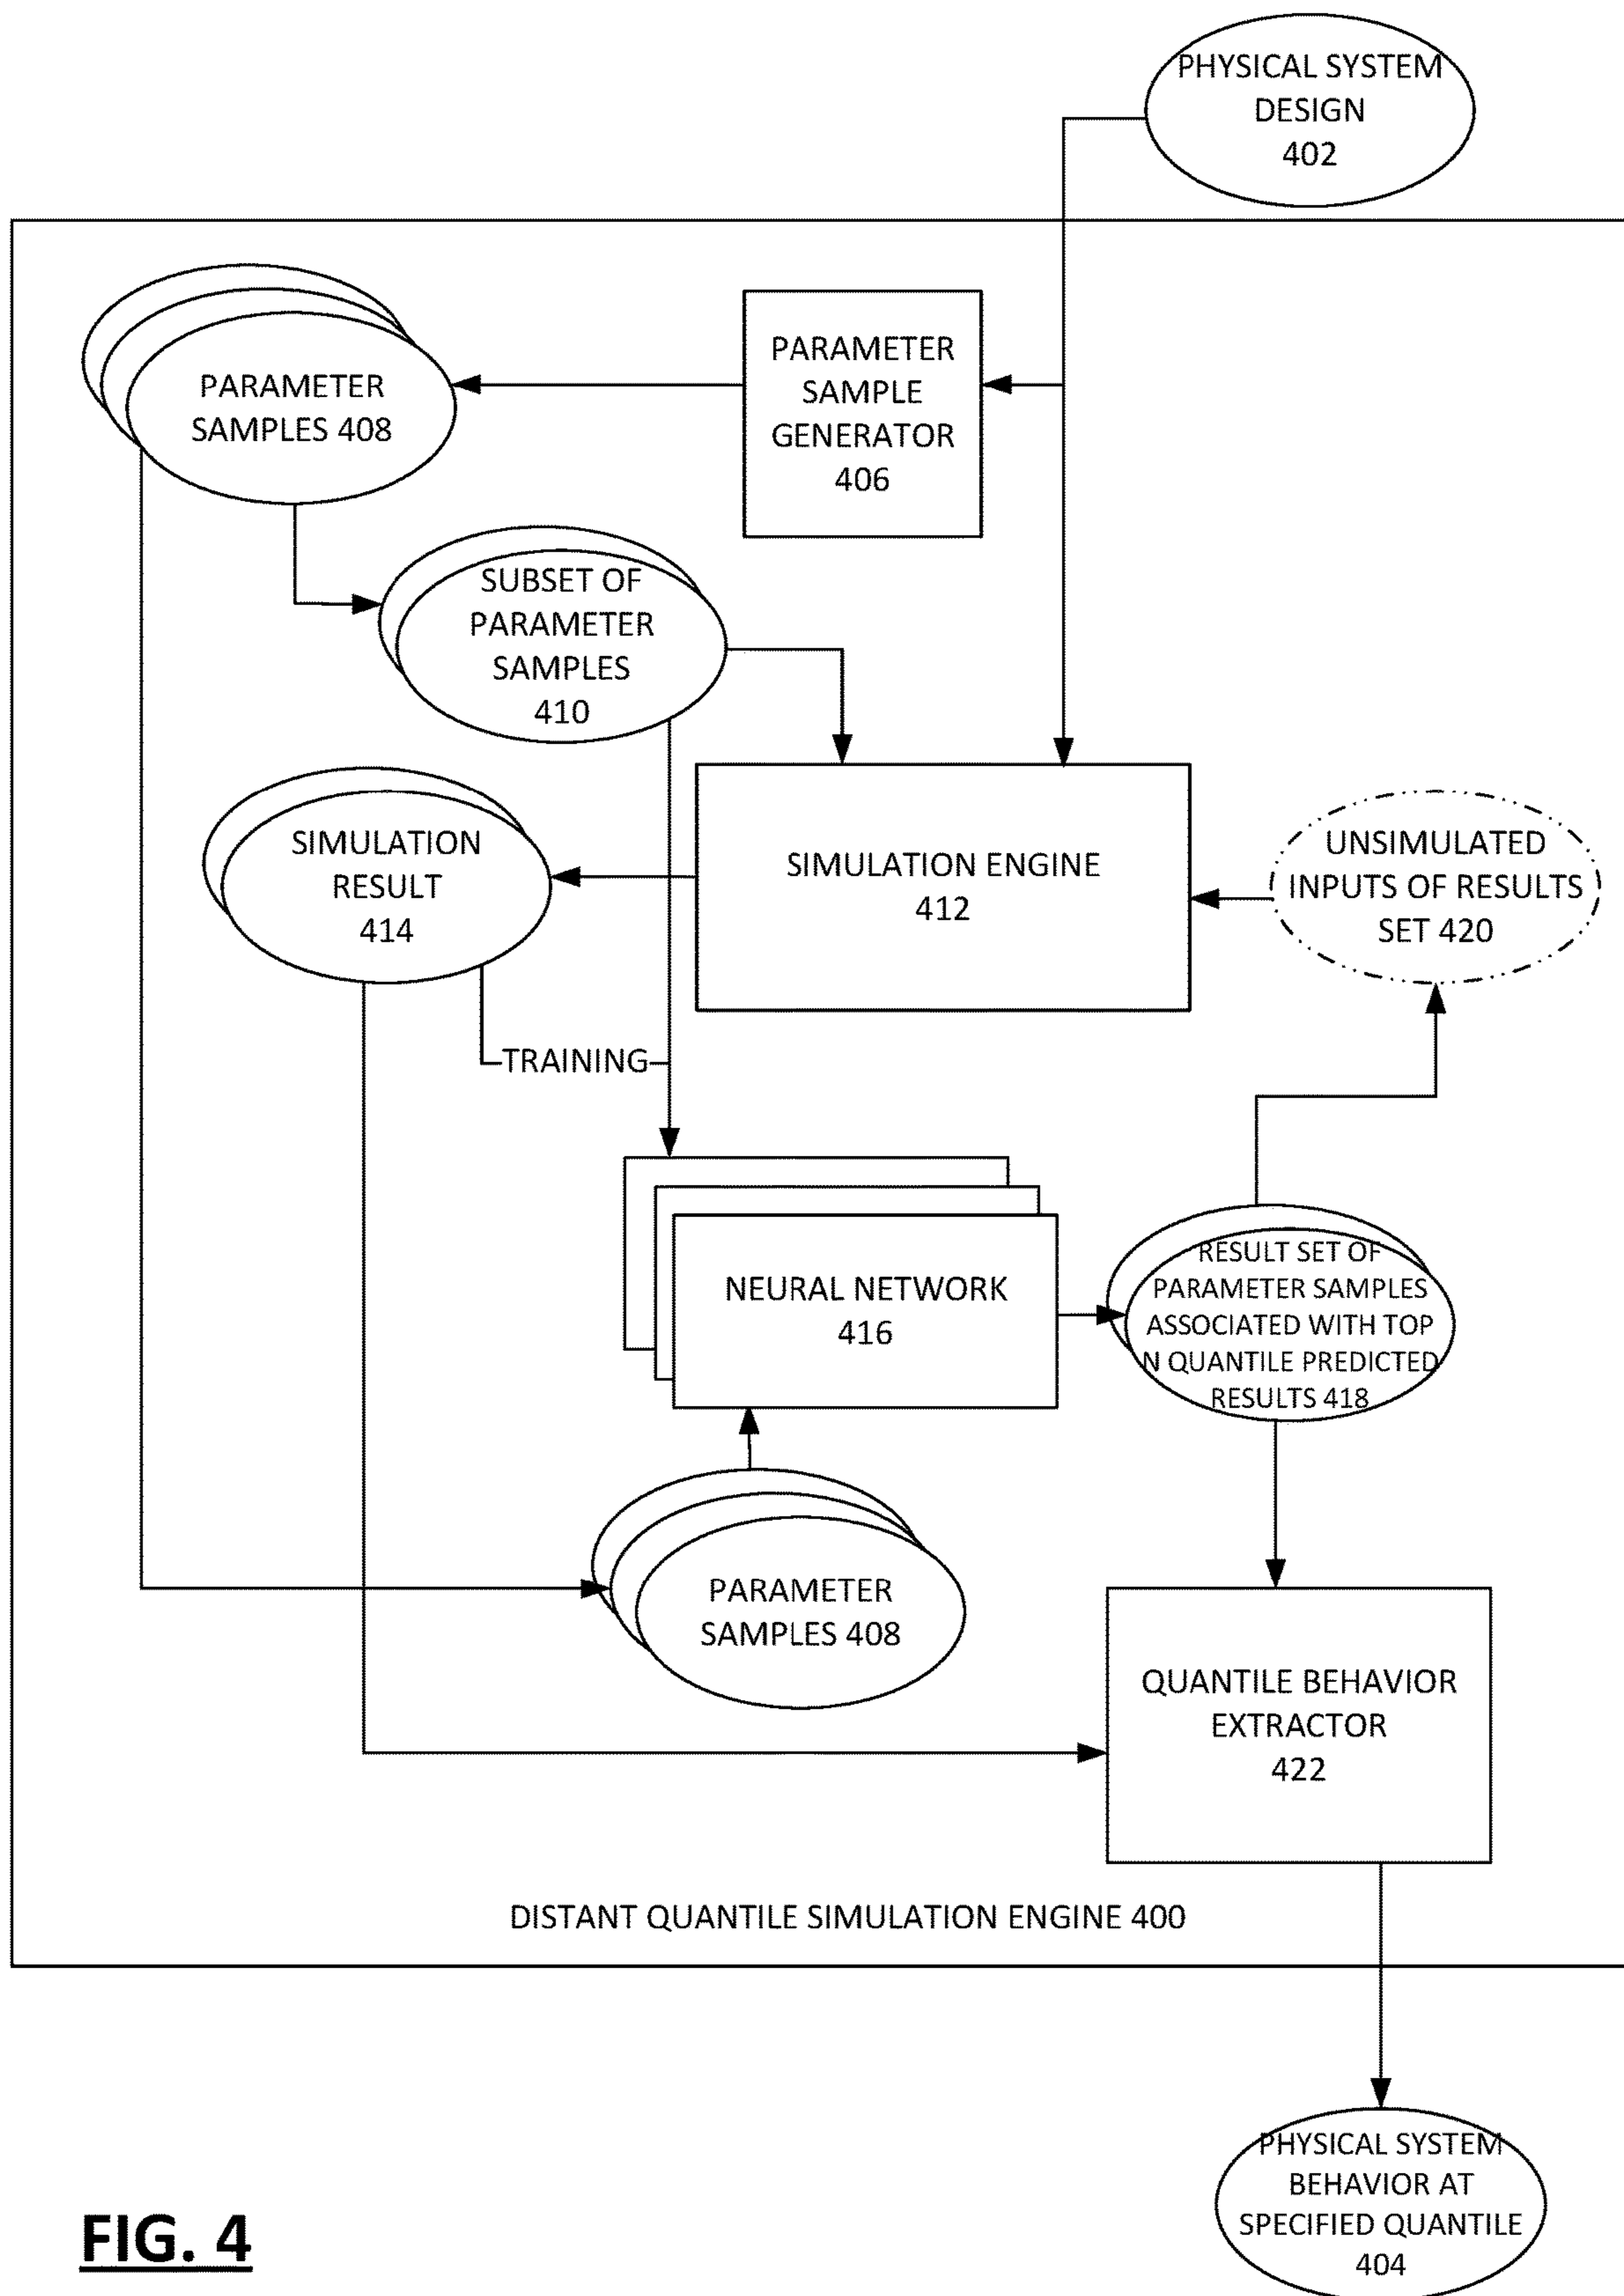 PHYSICAL SYSTEM
DESIGN
402
PARAMETER
SAMPLE
GENERATOR
406
PARAMETER
SAMPLES 408
SUBSET OF
PARAMETER
SAMPLES
410
SIMULATION
RESULT
414
SIMULATION ENGINE
412
UNSIMULATED
INPUTS OF RESULTS
SET 420
TRAINING
NEURAL NETWORK
416
RESULT SET OF
PARAMETER SAMPLES
ASSOCIATED WITH TOP
N QUANTILE PREDICTED
RESULTS 418
PARAMETER
SAMPLES 408
QUANTILE BEHAVIOR
EXTRACTOR
422
DISTANT QUANTILE SIMULATION ENGINE 400
PHYSICAL SYSTEM
BEHAVIOR AT
SPECIFIED QUANTILE
404
FIG. 4